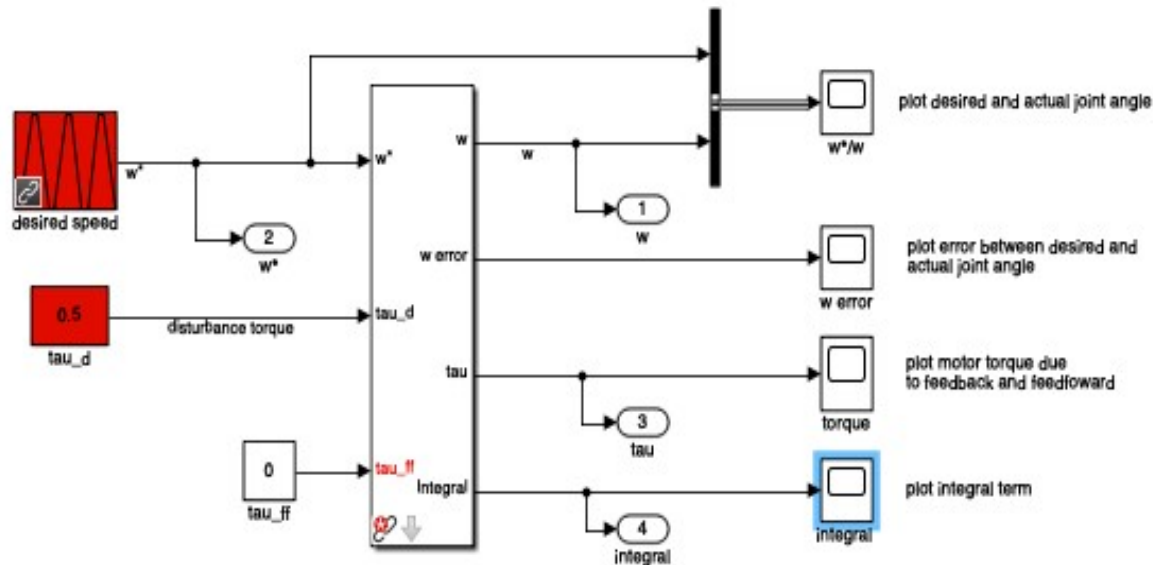 plot desired and actual joint angle
w*/w
w*
w*
w
w
desired speed
1
w
2
w*
w error
plot error between desired and
actual joint angle
w error
0.5
tau_d
disturbance torque
tau_d
tau
plot motor torque due
to feedback and feedfoward
torque
3
tau
0
tau_ff
tau_ff
Integral
plot integral term
integral
4
integral